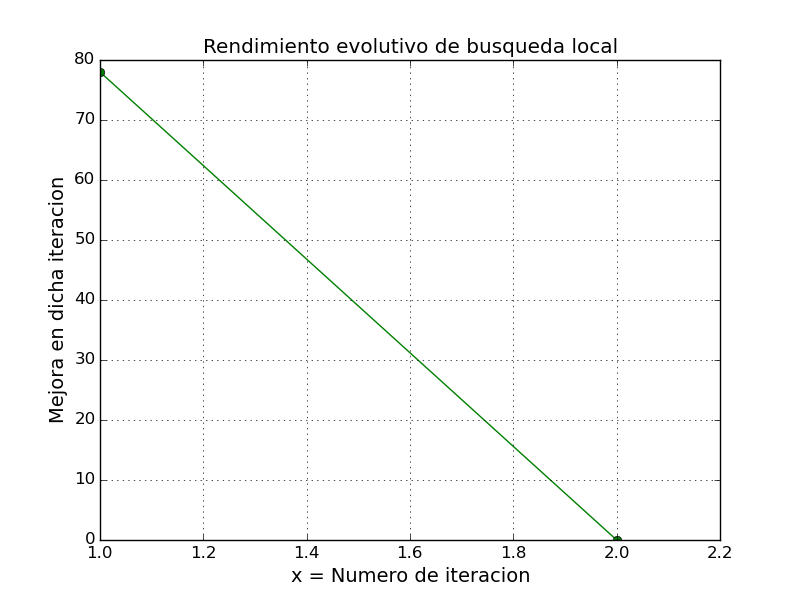 Rendimiento evolutivo de busqueda local
80
70
60
50
40
30
20
10
0
Mejora en dicha iteracion
1.0 1.2 1.4 1.6 1.8 2.0 2.2
x = Numero de iteracion